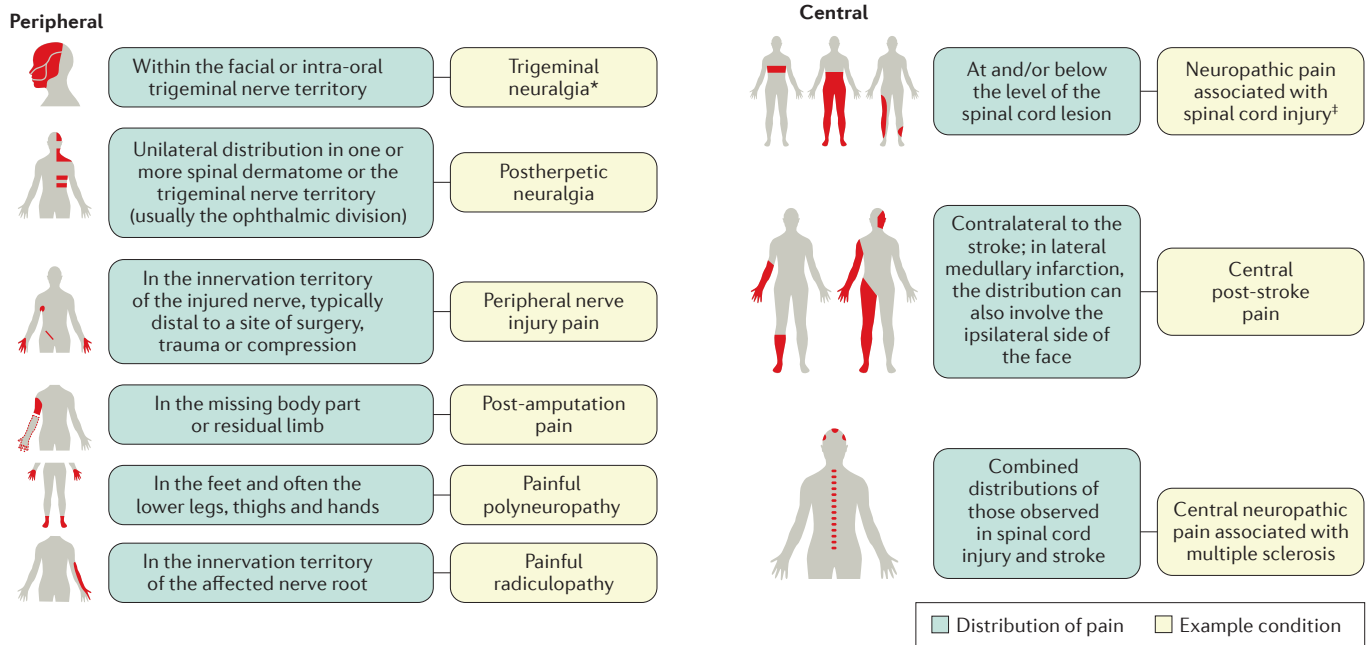 Peripheral
Within the facial or intra-oral
trigeminal nerve territory
Trigeminal
neuralgia*
Unilateral distribution in one or
more spinal dermatome or the
trigeminal nerve territory
(usually the ophthalmic division)
Postherpetic
neuralgia
In the innervation territory
of the injured nerve, typically
distal to a site of surgery,
trauma or compression
Peripheral nerve
injury pain
In the missing body part
or residual limb
Post-amputation
pain
In the feet and often the
lower legs, thighs and hands
Painful
polyneuropathy
In the innervation territory
of the affected nerve root
Painful
radiculopathy
Central
At and/or below
the level of the
spinal cord lesion
Neuropathic pain
associated with
spinal cord injury‡
Contralateral to the
stroke; in lateral
medullary infarction,
the distribution can
also involve the
ipsilateral side of
the face
Central
post-stroke
pain
Combined
distributions of
those observed
in spinal cord
injury and stroke
Central neuropathic
pain associated with
multiple sclerosis
Distribution of pain
Example condition